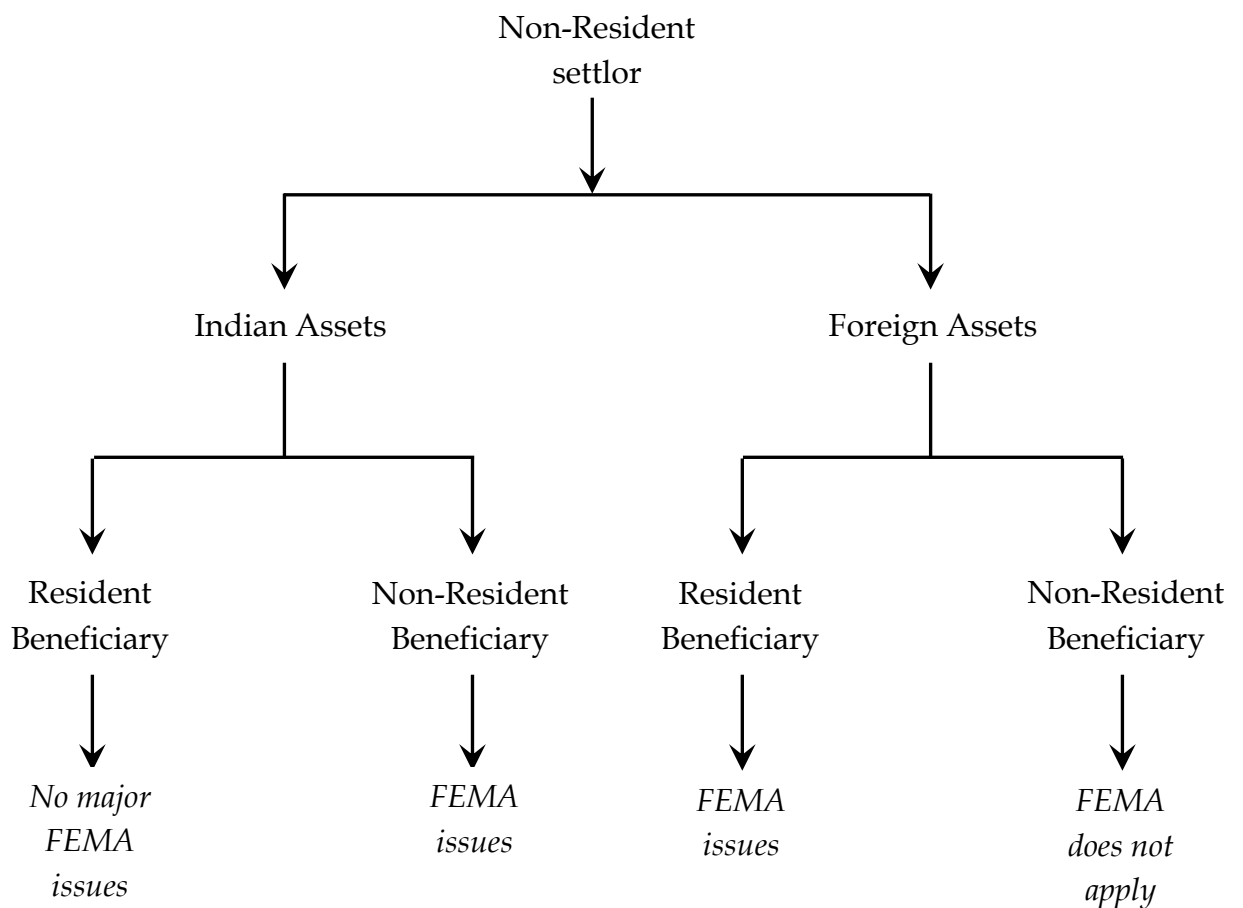 Non-Resident
settlor
Indian Assets
Foreign Assets
Resident
Beneficiary
Non-Resident
Beneficiary
Resident
Beneficiary
Non-Resident
Beneficiary
No major
FEMA
issues
FEMA
issues
FEMA
issues
FEMA
does not
apply